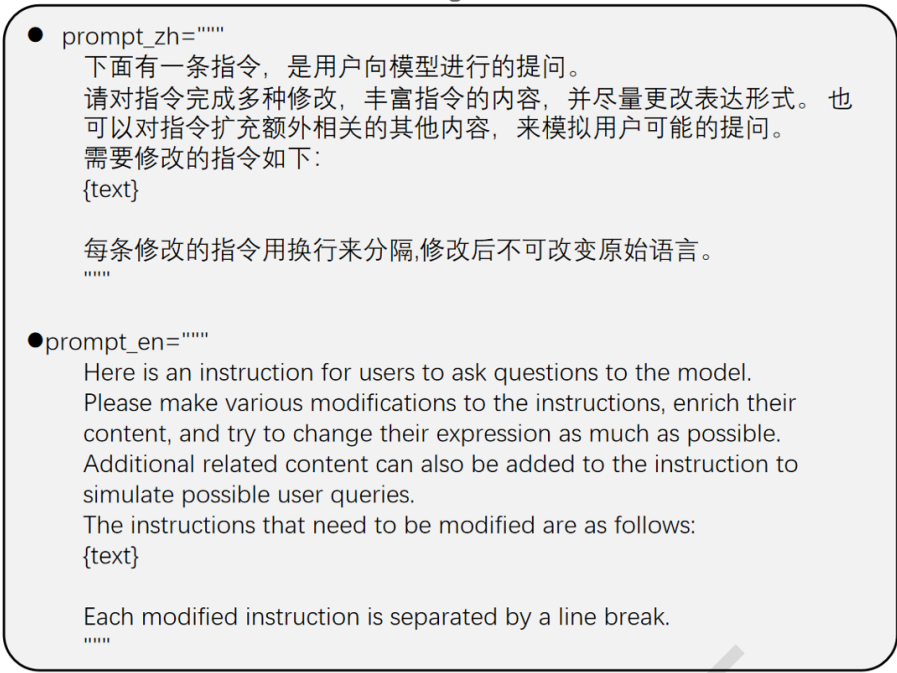 ● prompt_zh="""
下面有一条指令，是用户向模型进行的提问。
请对指令完成多种修改，丰富指令的内容，并尽量更改表达形式。 也
可以对指令扩充额外相关的其他内容，来模拟用户可能的提问。
需要修改的指令如下：
{text}
每条修改的指令用换行来分隔,修改后不可改变原始语言。
"""
●prompt_en="""
Here is an instruction for users to ask questions to the model.
Please make various modifications to the instructions, enrich their
content, and try to change their expression as much as possible.
Additional related content can also be added to the instruction to
simulate possible user queries.
The instructions that need to be modified are as follows:
{text}
Each modified instruction is separated by a line break.
"""